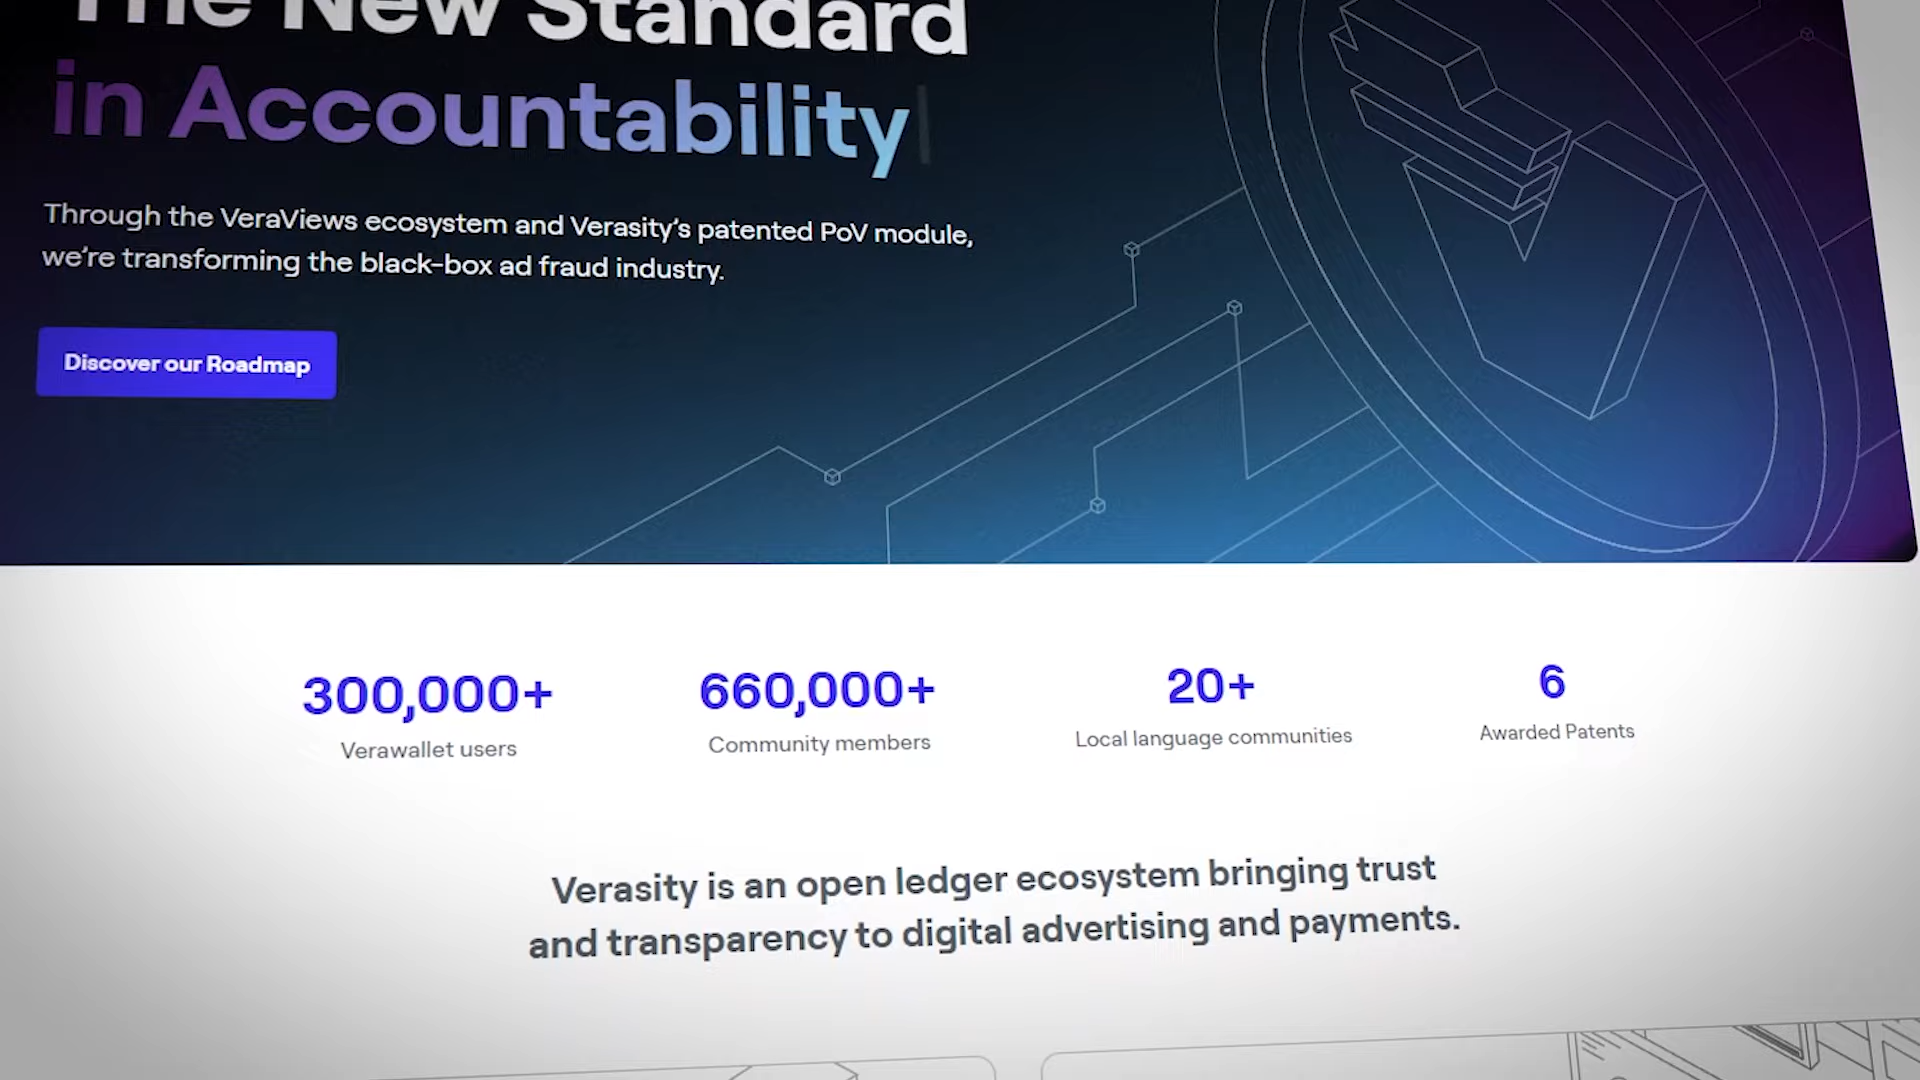 The New Standard
in Accountability
Through the VeraViews ecosystem and Verasity's patented PoV module,
we're transforming the black-box ad fraud industry.
Discover our Roadmap
300,000+
Verawallet users
660,000+
Community members
20+
Local language communities
6
Awarded Patents
Verasity is an open ledger ecosystem bringing trust
and transparency to digital advertising and payments.